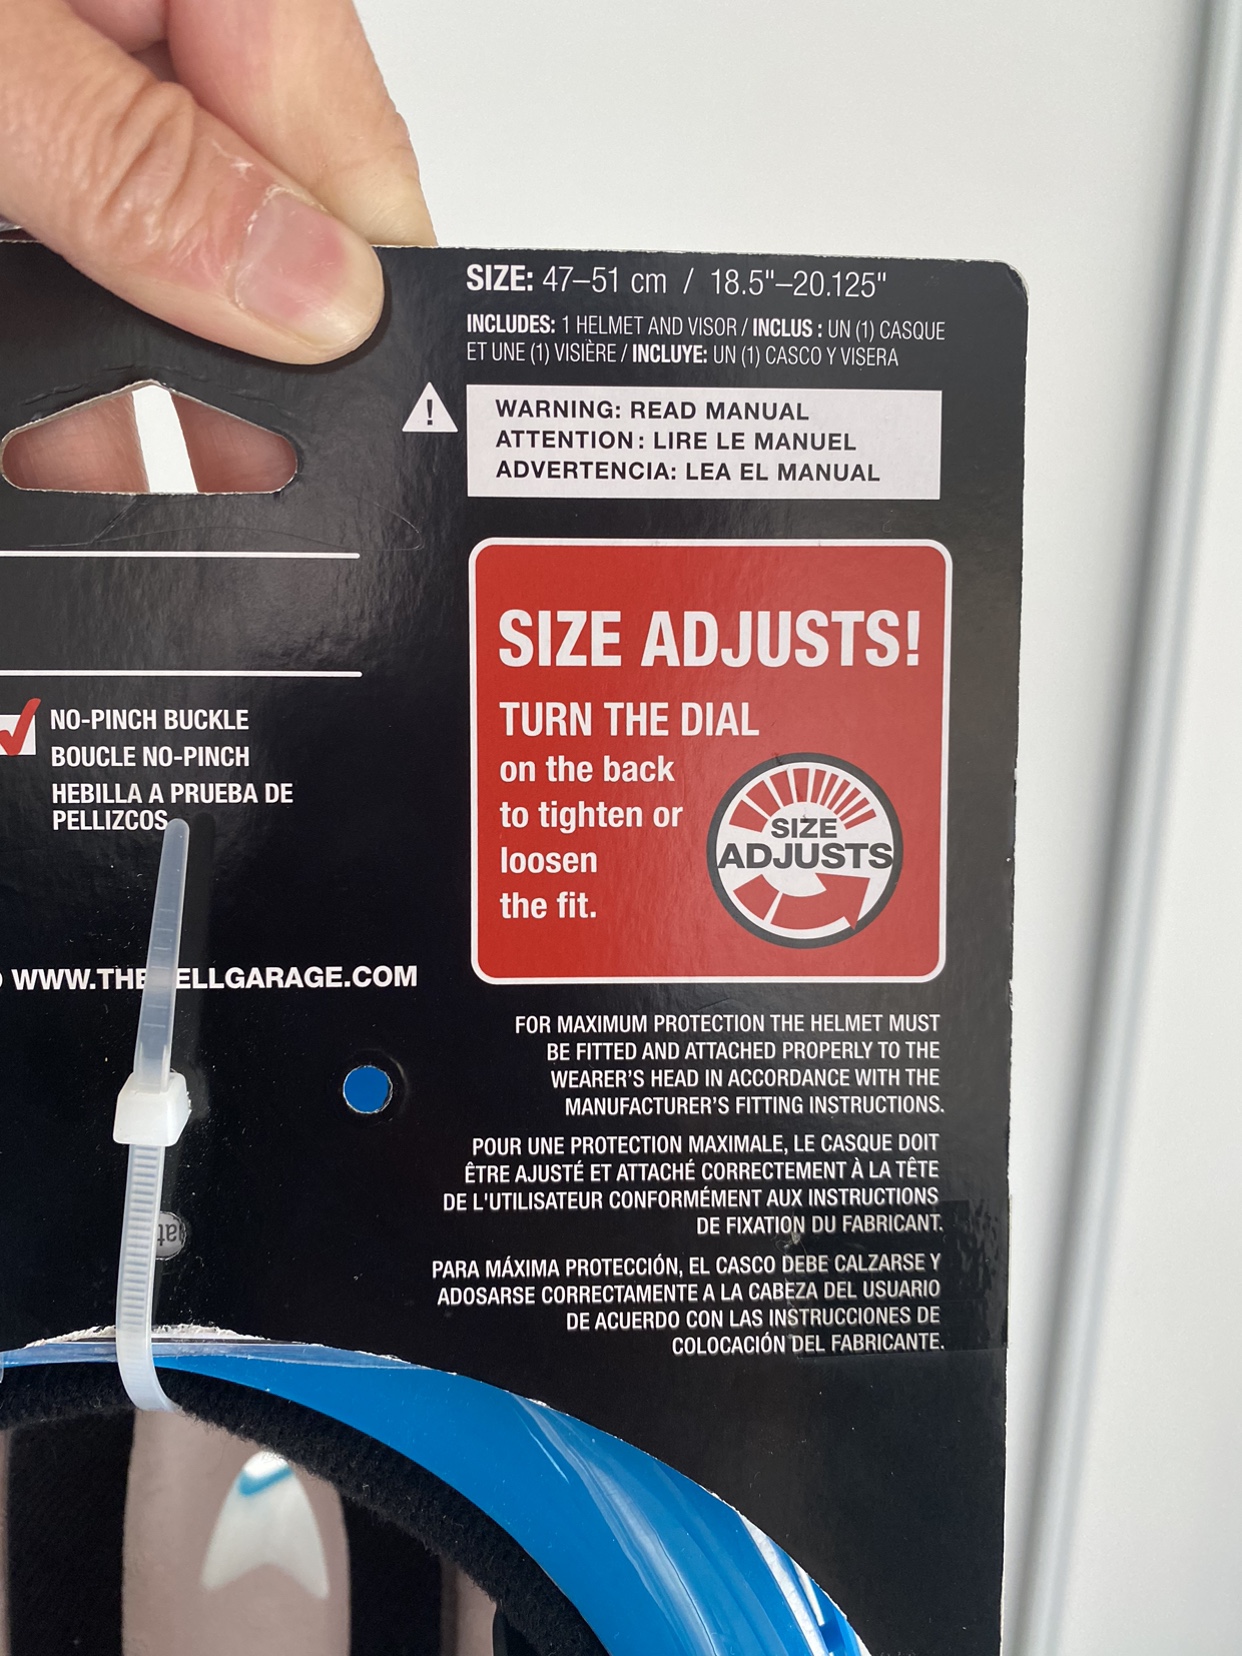 SIZE: 47–51 cm / 18.5"–20.125"
INCLUDES: 1 HELMET AND VISOR / INCLUS : UN (1) CASQUE
ET UNE (1) VISIÈRE / INCLUYE: UN (1) CASCO Y VISERA
!
WARNING: READ MANUAL
ATTENTION : LIRE LE MANUEL
ADVERTENCIA: LEA EL MANUAL
SIZE ADJUSTS!
TURN THE DIAL
on the back
to tighten or
loosen
the fit.
SIZE
ADJUSTS
NO-PINCH BUCKLE
BOUCLE NO-PINCH
HEBILLA A PRUEBA DE
PELLIZCOS
FOR MAXIMUM PROTECTION THE HELMET MUST
BE FITTED AND ATTACHED PROPERLY TO THE
WEARER'S HEAD IN ACCORDANCE WITH THE
MANUFACTURER'S FITTING INSTRUCTIONS.
POUR UNE PROTECTION MAXIMALE, LE CASQUE DOIT
ÊTRE AJUSTÉ ET ATTACHÉ CORRECTEMENT À LA TÊTE
DE L'UTILISATEUR CONFORMÉMENT AUX INSTRUCTIONS
DE FIXATION DU FABRICANT.
PARA MÁXIMA PROTECCIÓN, EL CASCO DEBE CALZARSE Y
ADOSARSE CORRECTAMENTE A LA CABEZA DEL USUARIO
DE ACUERDO CON LAS INSTRUCCIONES DE
COLOCACIÓN DEL FABRICANTE.